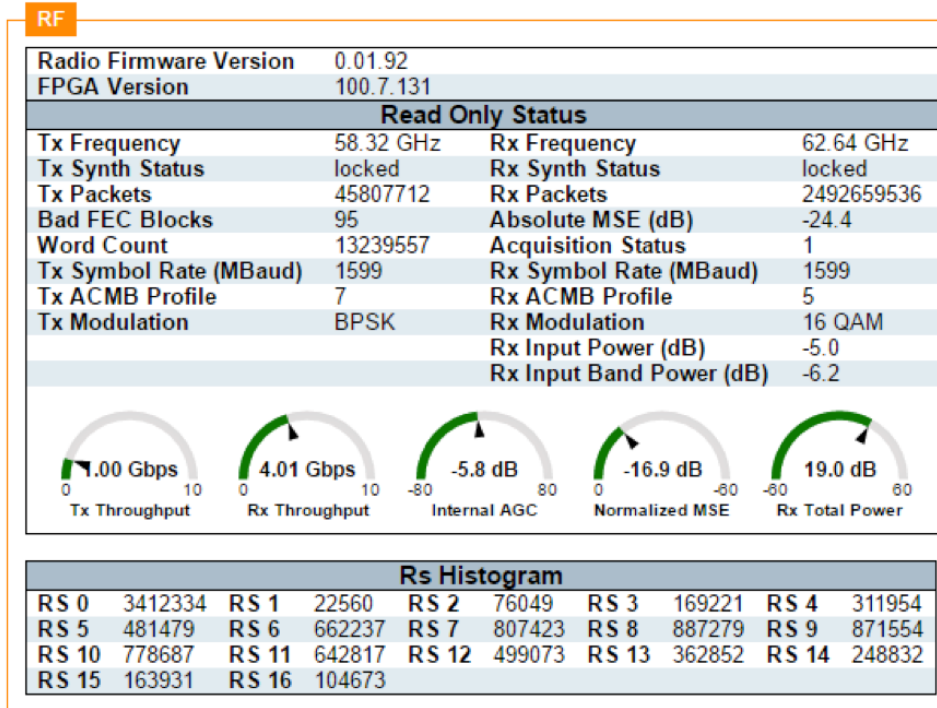 RF
Radio Firmware Version 0.01.92
FPGA Version 100.7.131
Read Only Status
Tx Frequency 58.32 GHz Rx Frequency 62.64 GHz
Tx Synth Status locked Rx Synth Status locked
Tx Packets 45807712 Rx Packets 2492659536
Bad FEC Blocks 95 Absolute MSE (dB) -24.4
Word Count 13239557 Acquisition Status 1
Tx Symbol Rate (MBaud) 1599 Rx Symbol Rate (MBaud) 1599
Tx ACMB Profile 7 Rx ACMB Profile 5
Tx Modulation BPSK Rx Modulation 16 QAM
Rx Input Power (dB) -5.0
Rx Input Band Power (dB) -6.2
1.00 Gbps 4.01 Gbps -5.8 dB -16.9 dB 19.0 dB
0 10 0 10 -80 80 0 -60 -60 60
Tx Throughput Rx Throughput Internal AGC Normalized MSE Rx Total Power
Rs Histogram
RS 0 3412334 RS 1 22560 RS 2 76049 RS 3 169221 RS 4 311954
RS 5 481479 RS 6 662237 RS 7 807423 RS 8 887279 RS 9 871554
RS 10 778687 RS 11 642817 RS 12 499073 RS 13 362852 RS 14 248832
RS 15 163931 RS 16 104673